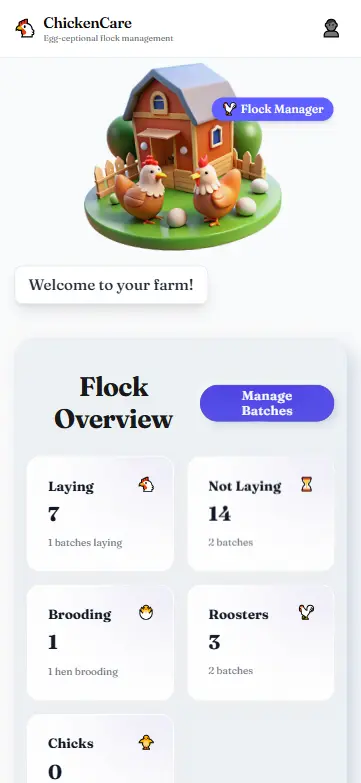 ChickenCare
Egg-ceptional flock management
Flock Manager
Welcome to your farm!
Flock
Overview
Manage
Batches
Laying
7
1 batches laying
Not Laying
14
2 batches
Brooding
1
1 hen brooding
Roosters
3
2 batches
Chicks
0